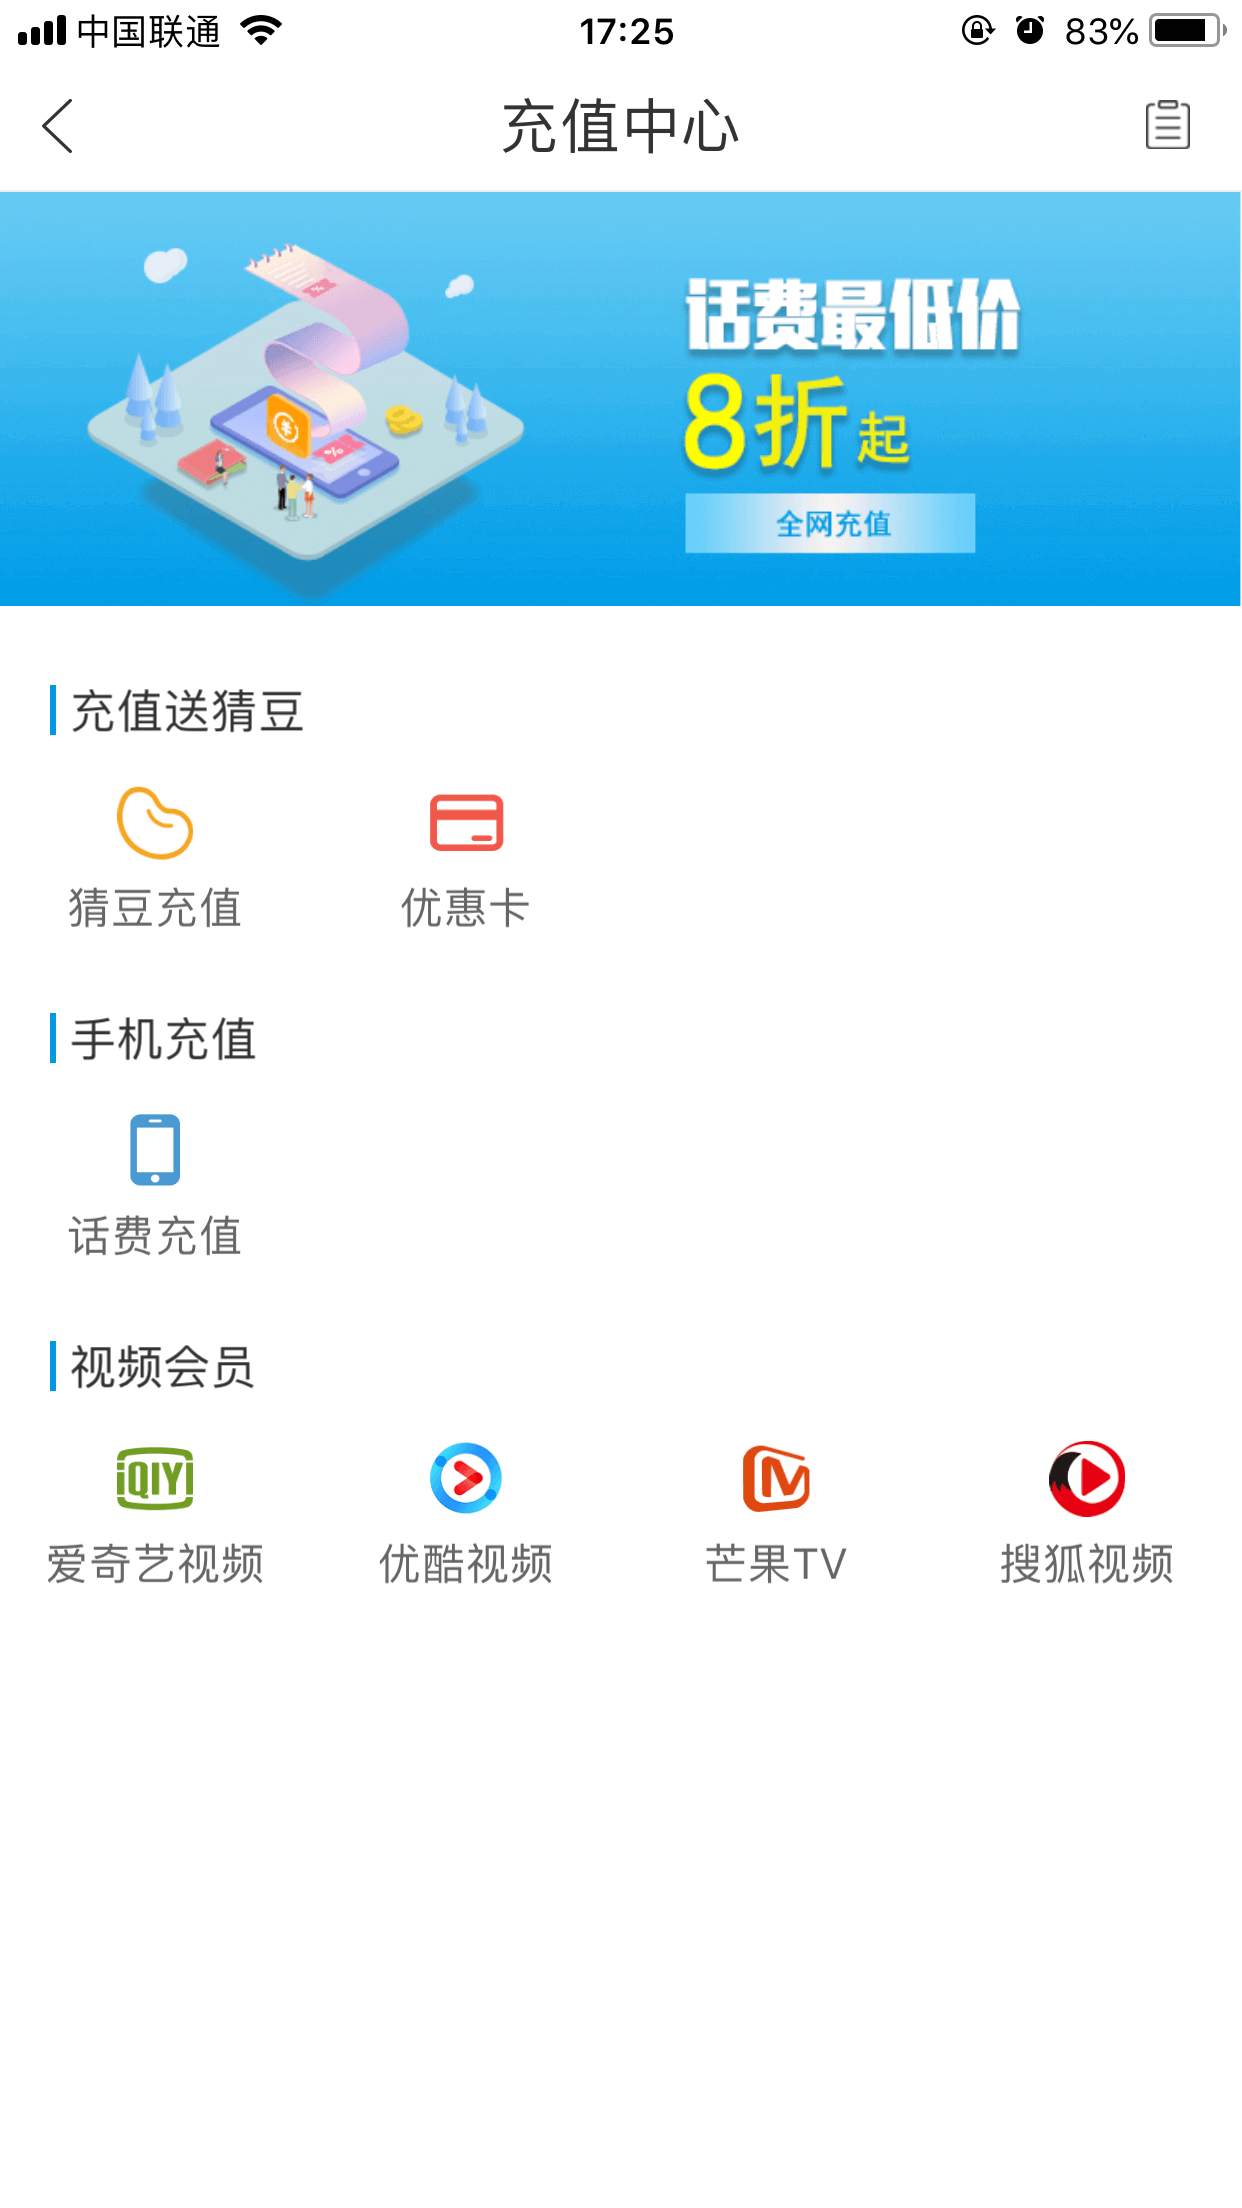 中国联通 17:25 83%
充值中心
话费最低价
8折起
全网充值
充值送猜豆
猜豆充值 优惠卡
手机充值
话费充值
视频会员
iQIYI
爱奇艺视频 优酷视频 芒果TV 搜狐视频